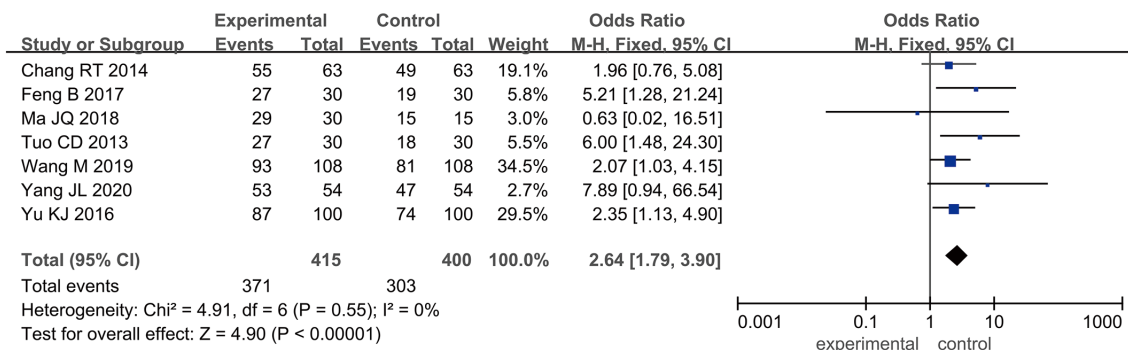 Experimental Control Odds Ratio Odds Ratio
Study or Subgroup Events Total Events Total Weight M-H, Fixed, 95% CI M-H, Fixed, 95% CI
Chang RT 2014 55 63 49 63 19.1% 1.96 [0.76, 5.08]
Feng B 2017 27 30 19 30 5.8% 5.21 [1.28, 21.24]
Ma JQ 2018 29 30 15 15 3.0% 0.63 [0.02, 16.51]
Tuo CD 2013 27 30 18 30 5.5% 6.00 [1.48, 24.30]
Wang M 2019 93 108 81 108 34.5% 2.07 [1.03, 4.15]
Yang JL 2020 53 54 47 54 2.7% 7.89 [0.94, 66.54]
Yu KJ 2016 87 100 74 100 29.5% 2.35 [1.13, 4.90]
Total (95% CI) 415 400 100.0% 2.64 [1.79, 3.90]
Total events 371 303
Heterogeneity: Chi² = 4.91, df = 6 (P = 0.55); I² = 0%
Test for overall effect: Z = 4.90 (P < 0.00001)
0.001 0.1 1 10 1000
experimental control